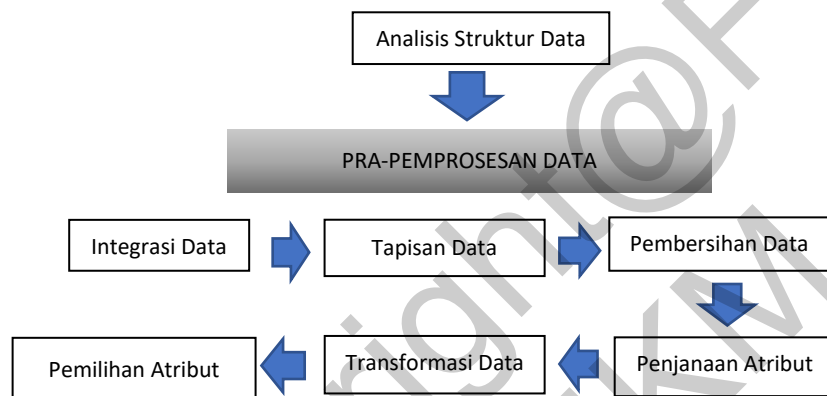 Analisis Struktur Data
PRA-PEMPROSESAN DATA
Integrasi Data
Tapisan Data
Pembersihan Data
Penjanaan Atribut
Transformasi Data
Pemilihan Atribut